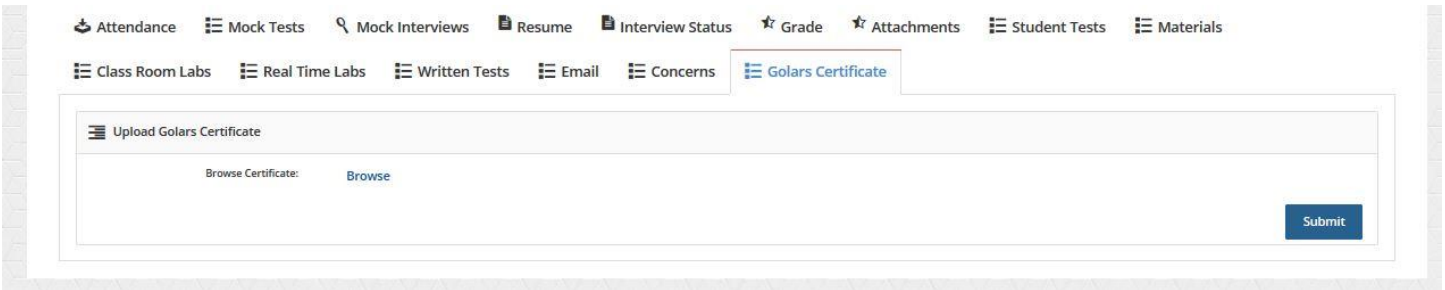 Attendance Mock Tests Mock Interviews Resume Interview Status Grade Attachments Student Tests Materials
Class Room Labs Real Time Labs Written Tests Email Concerns Golars Certificate
Upload Golars Certificate
Browse Certificate: Browse
Submit